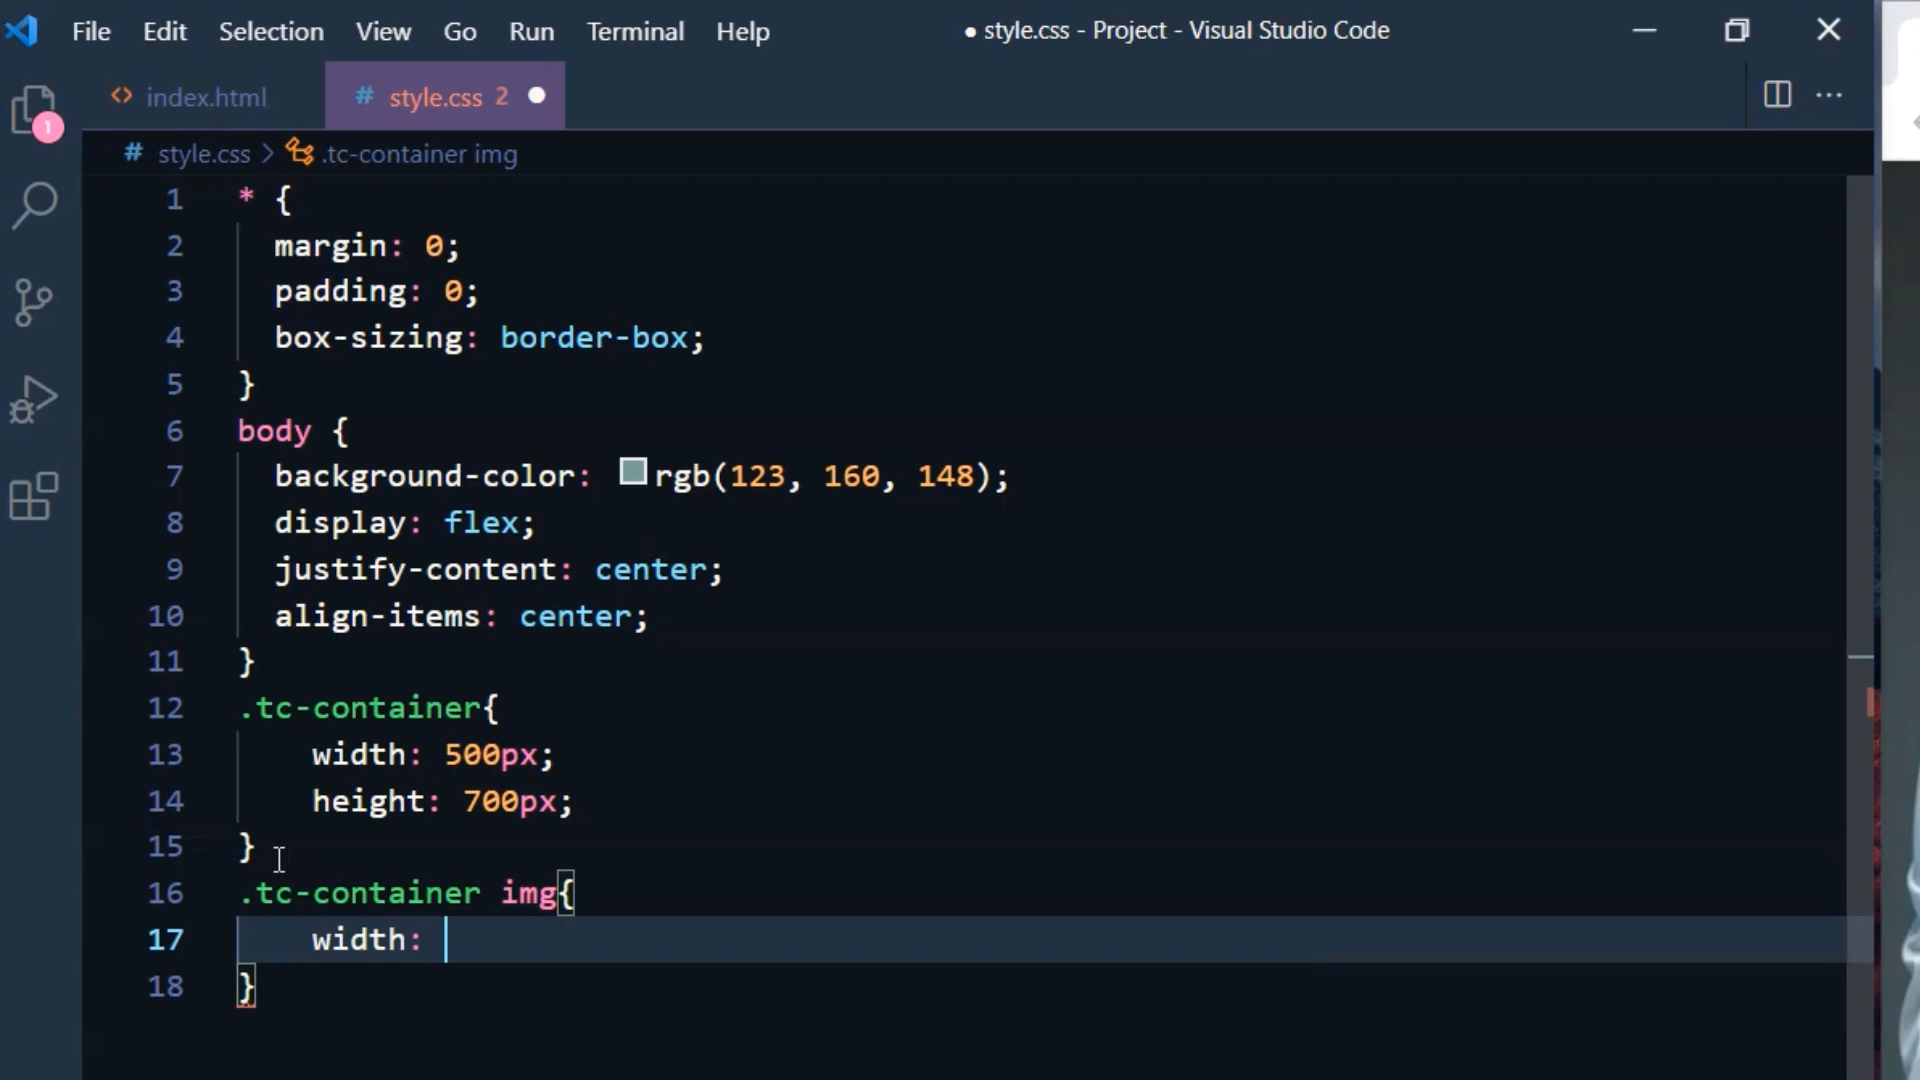 File Edit Selection View Go Run Terminal Help ● style.css - Project - Visual Studio Code
1
<> index.html # style.css 2 ● ...
# style.css > .tc-container img
1 * {
2 margin: 0;
3 padding: 0;
4 box-sizing: border-box;
5 }
6 body {
7 background-color: rgb(123, 160, 148);
8 display: flex;
9 justify-content: center;
10 align-items: center;
11 }
12 .tc-container{
13 width: 500px;
14 height: 700px;
15 }
16 .tc-container img{
17 width:
18 }